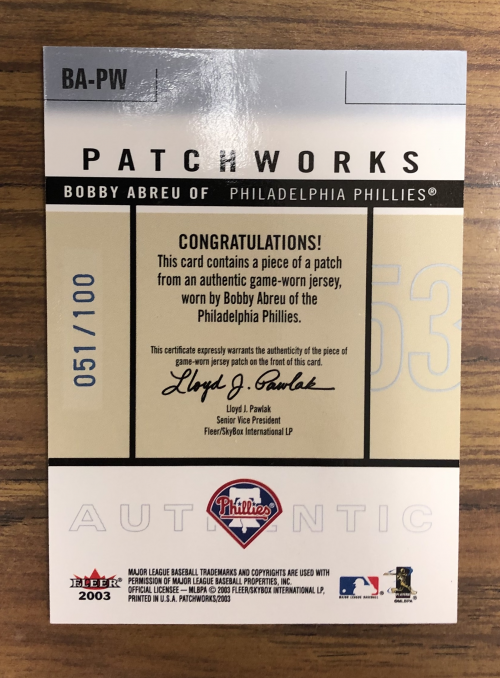 BA-PW
PATCHWORKS
BOBBY ABREU OF PHILADELPHIA PHILLIES®
CONGRATULATIONS!
This card contains a piece of a patch
from an authentic game-worn jersey,
worn by Bobby Abreu of the
Philadelphia Phillies.
051/100
53
This certificate expressly warrants the authenticity of the piece of
game-worn jersey patch on the front of this card.
Lloyd J. Pawlak
Lloyd J. Pawlak
Senior Vice President
Fleer/SkyBox International LP
AUTHENTIC
Phillies
FLEER
2003
MAJOR LEAGUE BASEBALL TRADEMARKS AND COPYRIGHTS ARE USED WITH
PERMISSION OF MAJOR LEAGUE BASEBALL PROPERTIES, INC.
OFFICIAL LICENSEE — MLBPA © 2003 FLEER/SKYBOX INTERNATIONAL LP,
PRINTED IN U.S.A. PATCHWORKS/2003
MAJOR LEAGUE BASEBALL